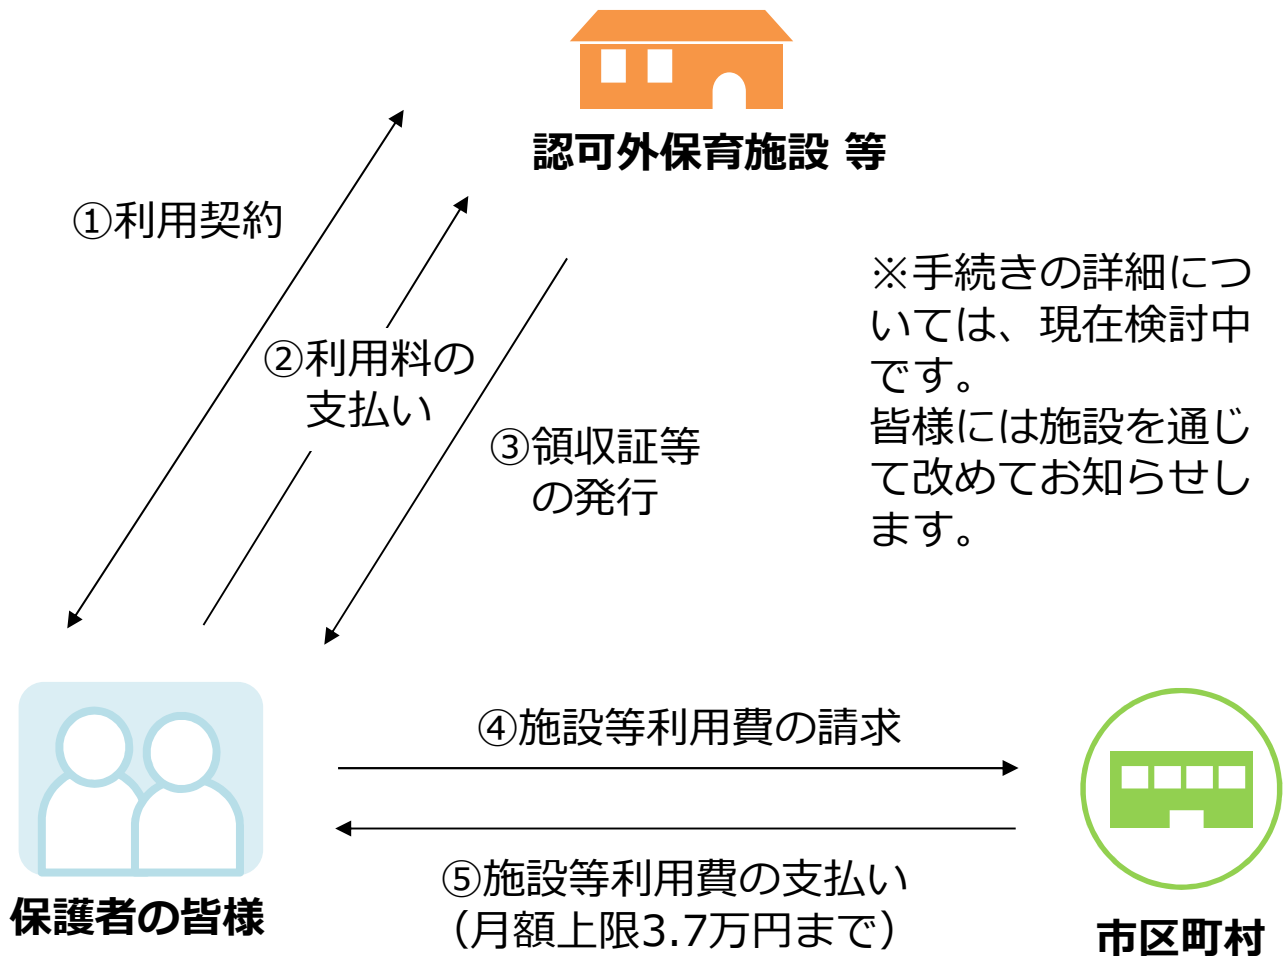 認可外保育施設 等
①利用契約
②利用料の
支払い
③領収証等
の発行
※手続きの詳細につ
いては、現在検討中
です。
皆様には施設を通じ
て改めてお知らせし
ます。
④施設等利用費の請求
⑤施設等利用費の支払い
（月額上限3.7万円まで）
保護者の皆様
市区町村